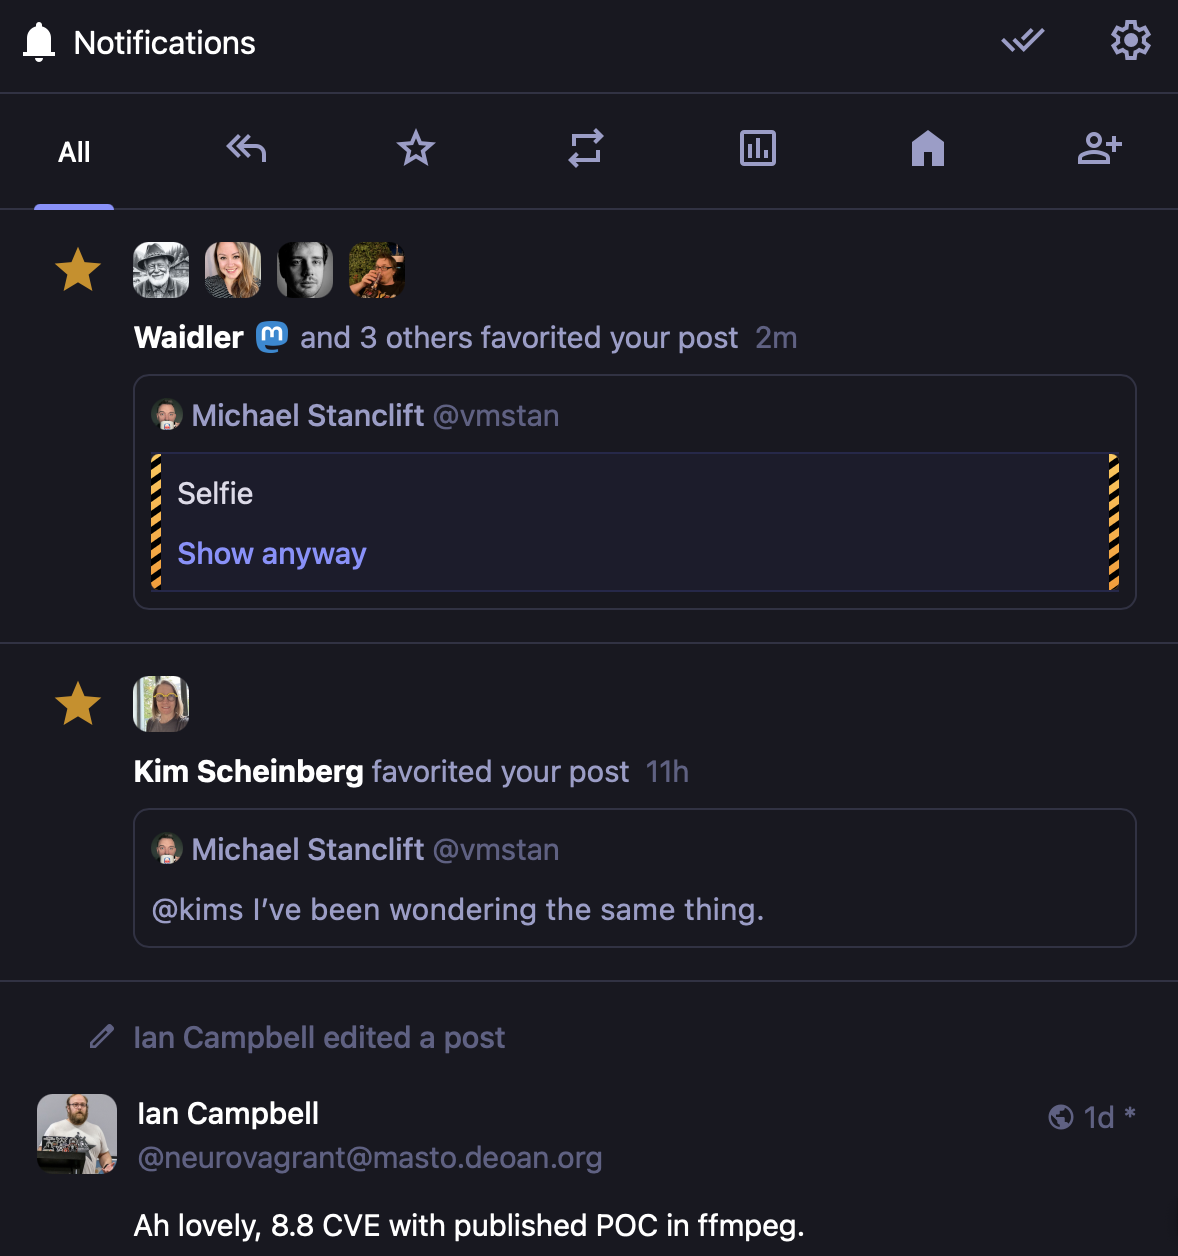 Notifications
All
Waidler and 3 others favorited your post 2m
Michael Stanclift @vmstan
Selfie
Show anyway
Kim Scheinberg favorited your post 11h
Michael Stanclift @vmstan
@kims I’ve been wondering the same thing.
Ian Campbell edited a post
Ian Campbell 1d *
@neurovagrant@masto.deoan.org
Ah lovely, 8.8 CVE with published POC in ffmpeg.